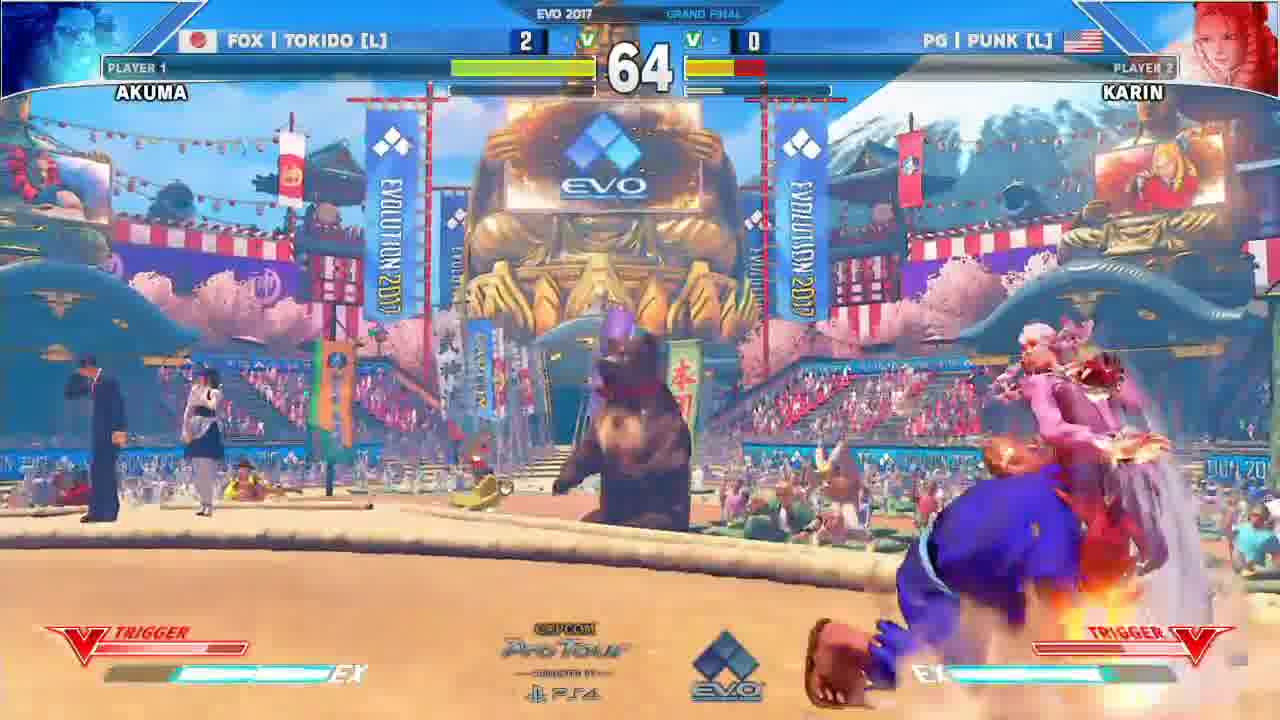 EVO 2017 GRAND FINAL
FOX | TOKIDO [L] 2 V 64 V 0 PG | PUNK [L]
PLAYER 1 PLAYER 2
AKUMA KARIN
EVO
EVOLUTION 2017 EVOLUTION 2017
本
TRIGGER TRIGGER
V V
EX EX
CAPCOM
Pro Tour
PS4
EVO